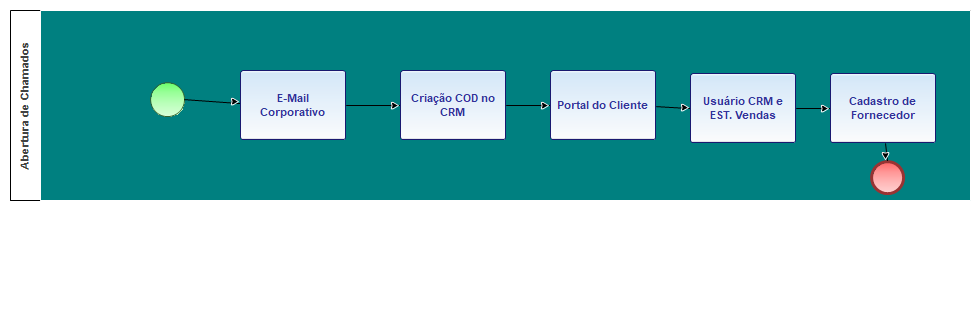 Abertura de Chamados
E-Mail
Corporativo
Criação COD no
CRM
Portal do Cliente
Usuário CRM e
EST. Vendas
Cadastro de
Fornecedor